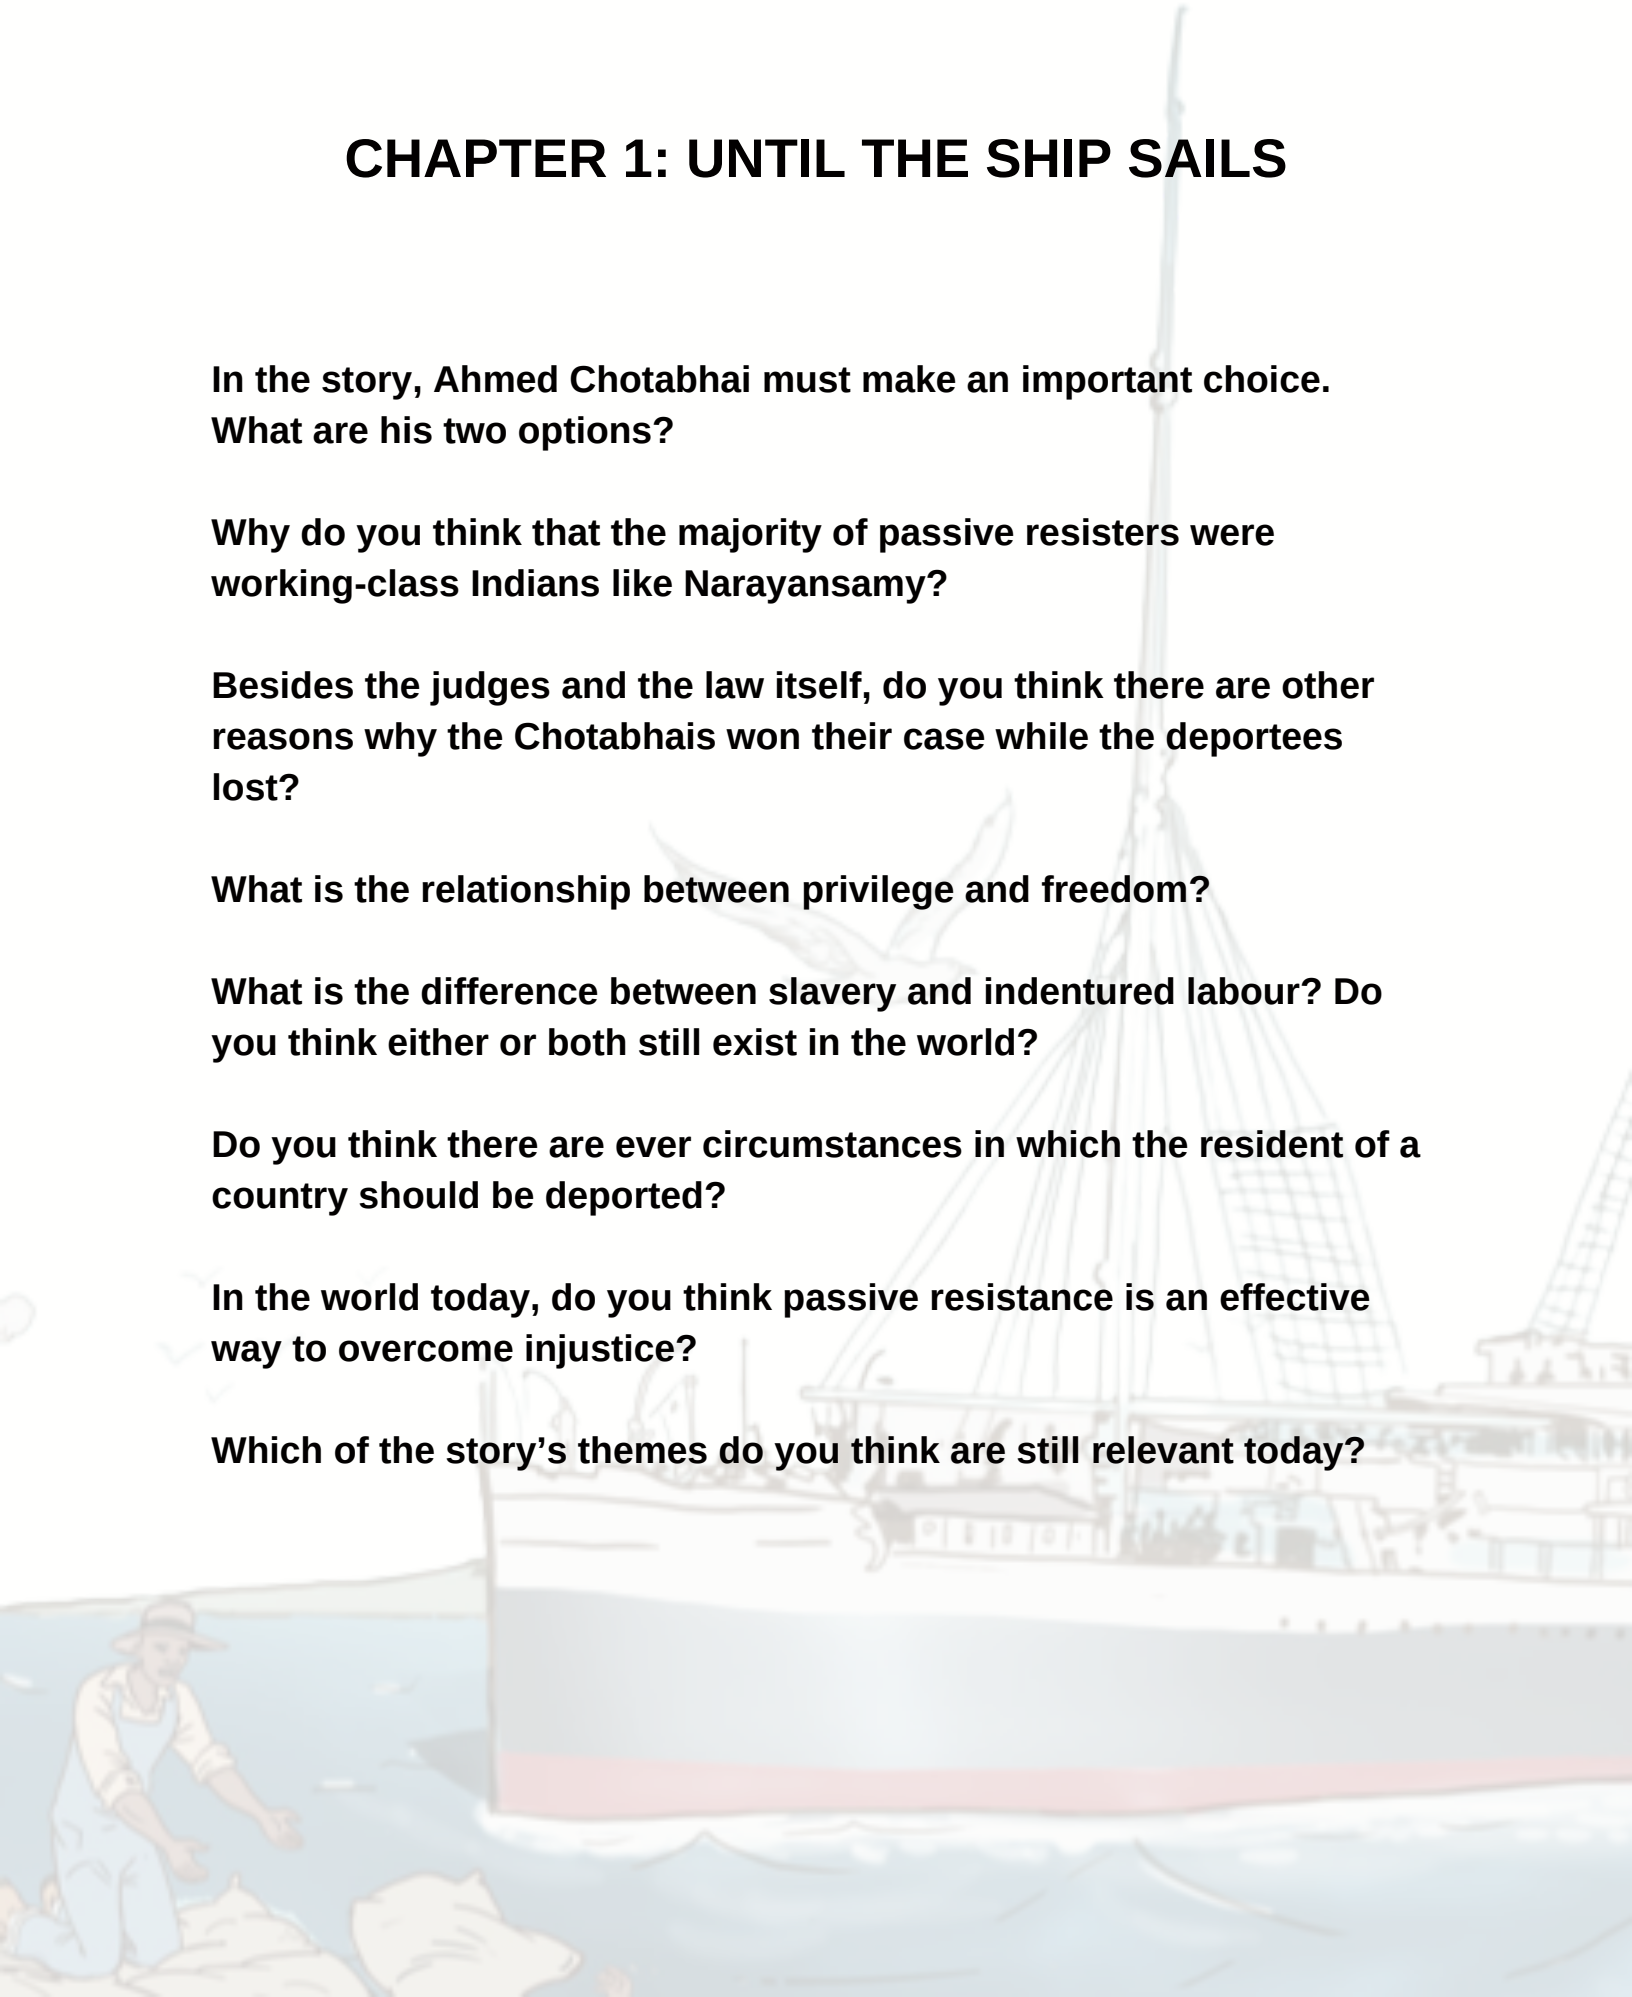 CHAPTER 1: UNTIL THE SHIP SAILS
In the story, Ahmed Chotabhai must make an important choice.
What are his two options?
Why do you think that the majority of passive resisters were
working-class Indians like Narayansamy?
Besides the judges and the law itself, do you think there are other
reasons why the Chotabhais won their case while the deportees
lost?
What is the relationship between privilege and freedom?
What is the difference between slavery and indentured labour? Do
you think either or both still exist in the world?
Do you think there are ever circumstances in which the resident of a
country should be deported?
In the world today, do you think passive resistance is an effective
way to overcome injustice?
Which of the story’s themes do you think are still relevant today?